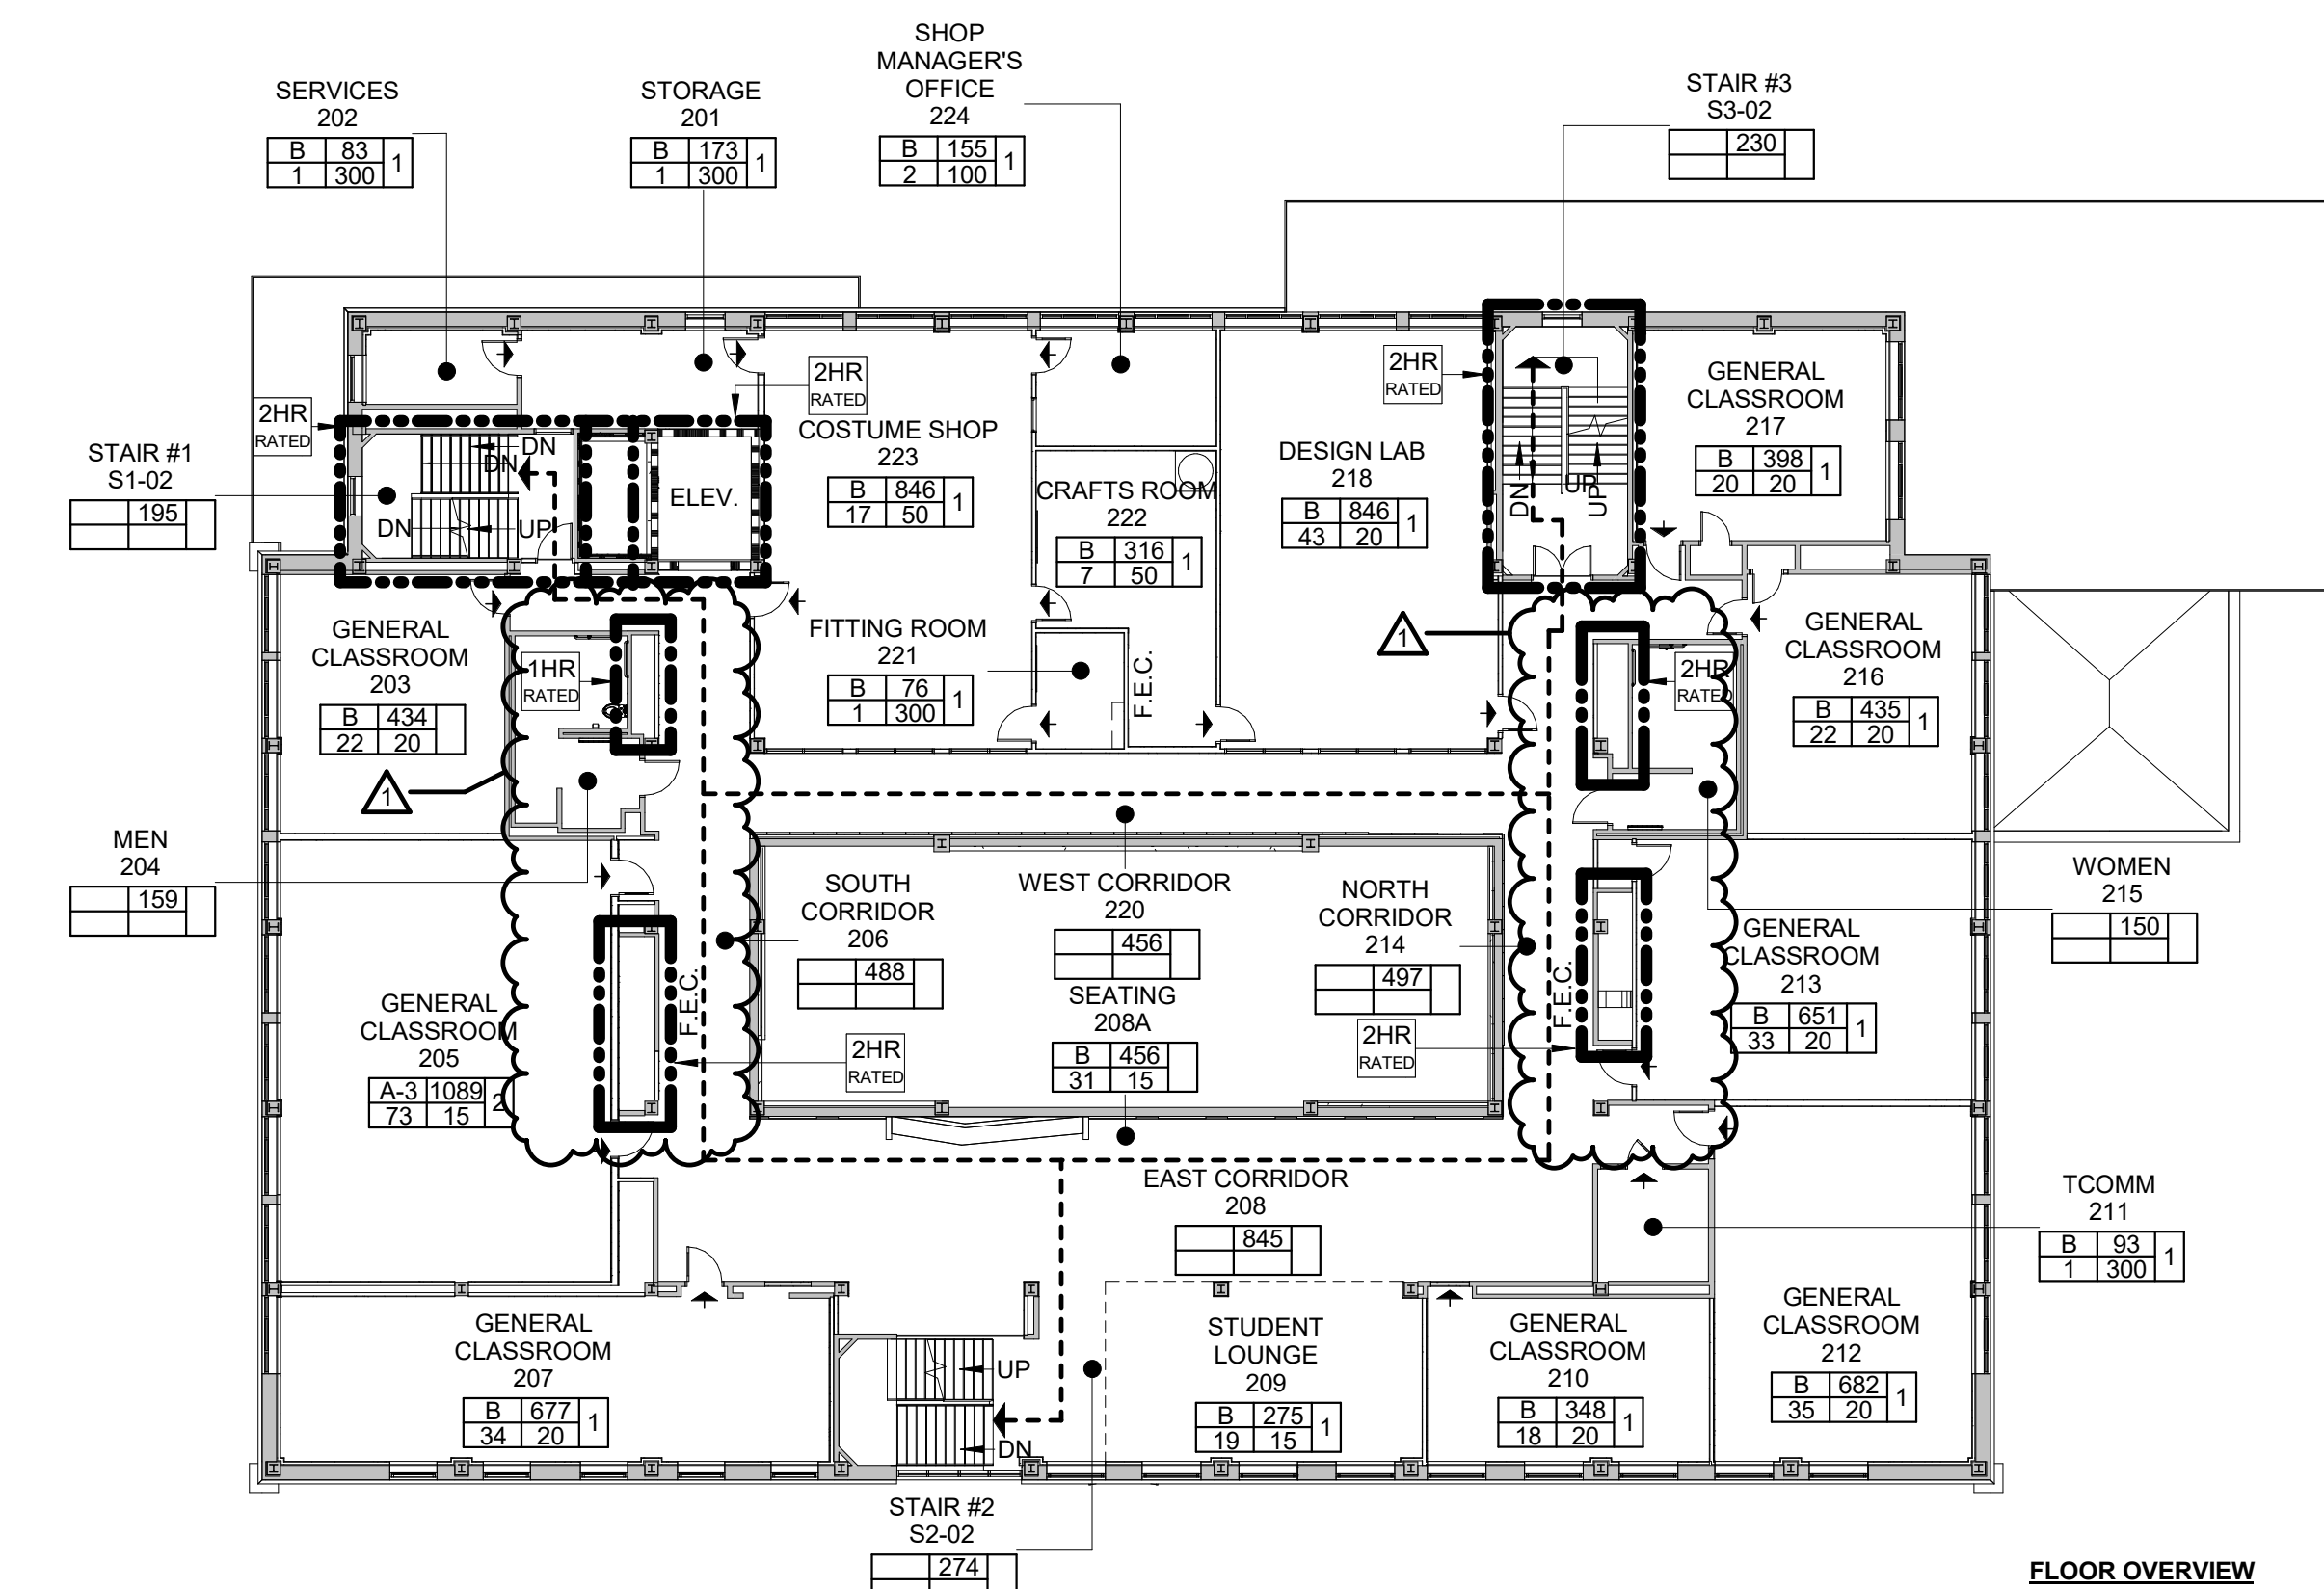 SHOP
MANAGER'S
OFFICE
224
B 155 1
2 100
SERVICES
202
B 83 1
1 300
STORAGE
201
B 173 1
1 300
STAIR #3
S3-02
230
2HR
RATED
2HR
RATED
2HR
RATED
GENERAL
CLASSROOM
217
B 398 1
20 20
STAIR #1
S1-02
195
DN
DN
DN
UP
ELEV.
COSTUME SHOP
223
B 846 1
17 50
CRAFTS ROOM
222
B 316 1
7 50
DESIGN LAB
218
B 846 1
43 20
DN
UP
UP
GENERAL
CLASSROOM
203
B 434
22 20
1HR
RATED
FITTING ROOM
221
B 76 1
1 300
F.E.C.
1
2HR
RATED
GENERAL
CLASSROOM
216
B 435 1
22 20
1
MEN
204
159
SOUTH
CORRIDOR
206
488
WEST CORRIDOR
220
456
NORTH
CORRIDOR
214
497
WOMEN
215
150
GENERAL
CLASSROOM
213
B 651 1
33 20
GENERAL
CLASSROOM
205
A-3 1089 2
73 15
F.E.C.
2HR
RATED
SEATING
208A
B 456
31 15
2HR
RATED
F.E.C.
EAST CORRIDOR
208
845
TCOMM
211
B 93 1
1 300
GENERAL
CLASSROOM
207
B 677 1
34 20
UP
DN
STUDENT
LOUNGE
209
B 275 1
19 15
GENERAL
CLASSROOM
210
B 348 1
18 20
GENERAL
CLASSROOM
212
B 682 1
35 20
STAIR #2
S2-02
274
FLOOR OVERVIEW